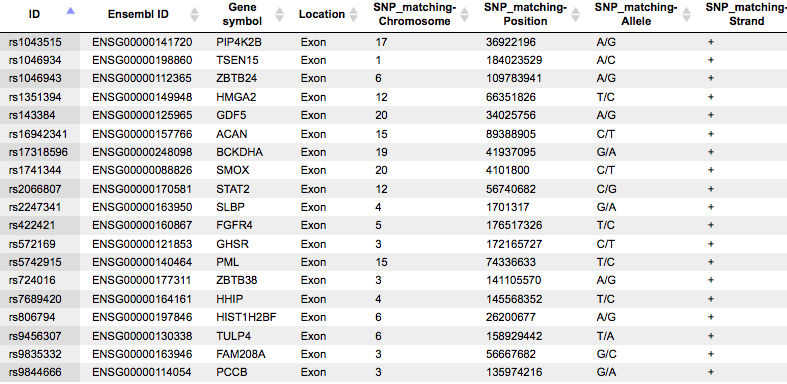 ID Ensembl ID Gene symbol Location SNP_matching-Chromosome SNP_matching-Position SNP_matching-Allele SNP_matching-Strand
rs1043515 ENSG00000141720 PIP4K2B Exon 17 36922196 A/G +
rs1046934 ENSG00000198860 TSEN15 Exon 1 184023529 A/C +
rs1046943 ENSG00000112365 ZBTB24 Exon 6 109783941 A/G +
rs1351394 ENSG00000149948 HMGA2 Exon 12 66351826 T/C +
rs143384 ENSG00000125965 GDF5 Exon 20 34025756 A/G +
rs16942341 ENSG00000157766 ACAN Exon 15 89388905 C/T +
rs17318596 ENSG00000248098 BCKDHA Exon 19 41937095 G/A +
rs1741344 ENSG00000088826 SMOX Exon 20 4101800 C/T +
rs2066807 ENSG00000170581 STAT2 Exon 12 56740682 C/G +
rs2247341 ENSG00000163950 SLBP Exon 4 1701317 G/A +
rs422421 ENSG00000160867 FGFR4 Exon 5 176517326 T/C +
rs572169 ENSG00000121853 GHSR Exon 3 172165727 C/T +
rs5742915 ENSG00000140464 PML Exon 15 74336633 T/C +
rs724016 ENSG00000177311 ZBTB38 Exon 3 141105570 A/G +
rs7689420 ENSG00000164161 HHIP Exon 4 145568352 T/C +
rs806794 ENSG00000197846 HIST1H2BF Exon 6 26200677 A/G +
rs9456307 ENSG00000130338 TULP4 Exon 6 158929442 T/A +
rs9835332 ENSG00000163946 FAM208A Exon 3 56667682 G/C +
rs9844666 ENSG00000114054 PCCB Exon 3 135974216 G/A +